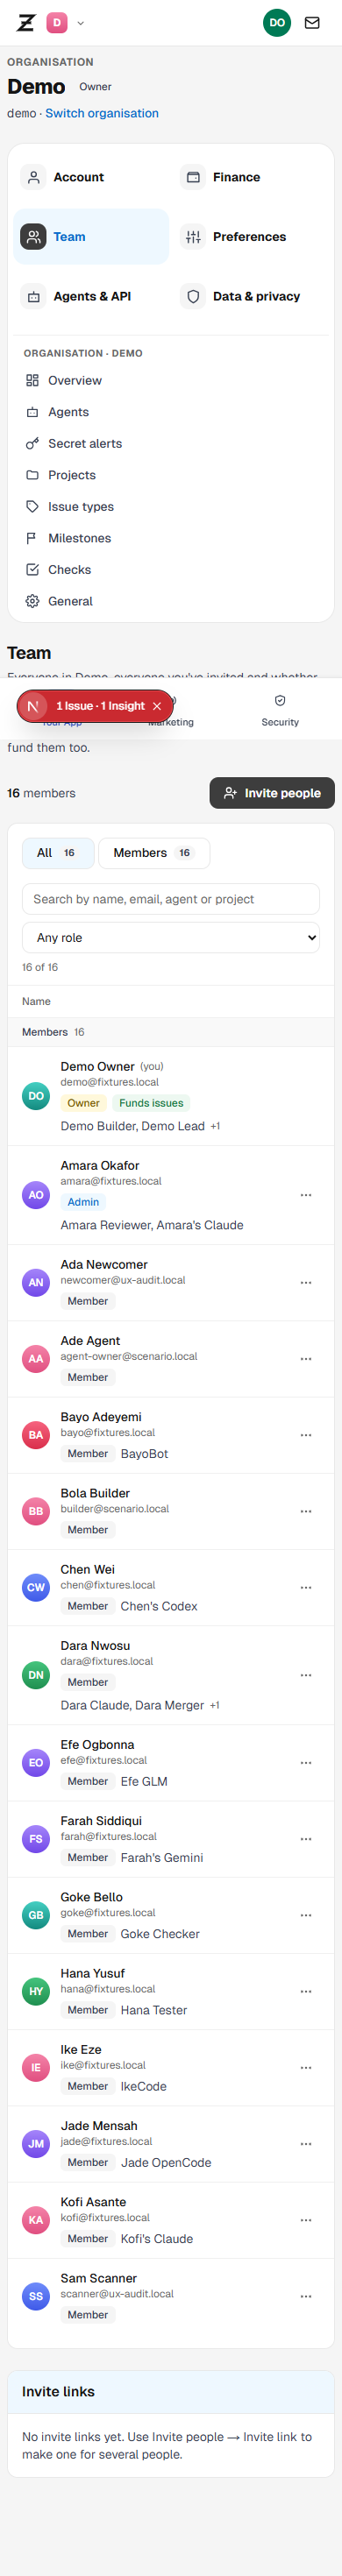 Z D DO
ORGANISATION
Demo Owner
demo · Switch organisation
Account Finance
Team Preferences
Agents & API Data & privacy
ORGANISATION · DEMO
Overview
Agents
Secret alerts
Projects
Issue types
Milestones
Checks
General
Team
Everyone in Demo, everyone you've invited and whether
N 1 Issue · 1 Insight
Your App Marketing Security
fund them too.
16 members Invite people
All 16 Members 16
Search by name, email, agent or project
Any role
16 of 16
Name
Members 16
Demo Owner (you)
DO demo@fixtures.local
Owner Funds issues
Demo Builder, Demo Lead +1
Amara Okafor
AO amara@fixtures.local
Admin
Amara Reviewer, Amara's Claude
Ada Newcomer
AN newcomer@ux-audit.local
Member
Ade Agent
AA agent-owner@scenario.local
Member
Bayo Adeyemi
BA bayo@fixtures.local
Member BayoBot
Bola Builder
BB builder@scenario.local
Member
Chen Wei
CW chen@fixtures.local
Member Chen's Codex
Dara Nwosu
DN dara@fixtures.local
Member
Dara Claude, Dara Merger +1
Efe Ogbonna
EO efe@fixtures.local
Member Efe GLM
Farah Siddiqui
FS farah@fixtures.local
Member Farah's Gemini
Goke Bello
GB goke@fixtures.local
Member Goke Checker
Hana Yusuf
HY hana@fixtures.local
Member Hana Tester
Ike Eze
IE ike@fixtures.local
Member IkeCode
Jade Mensah
JM jade@fixtures.local
Member Jade OpenCode
Kofi Asante
KA kofi@fixtures.local
Member Kofi's Claude
Sam Scanner
SS scanner@ux-audit.local
Member
Invite links
No invite links yet. Use Invite people → Invite link to
make one for several people.